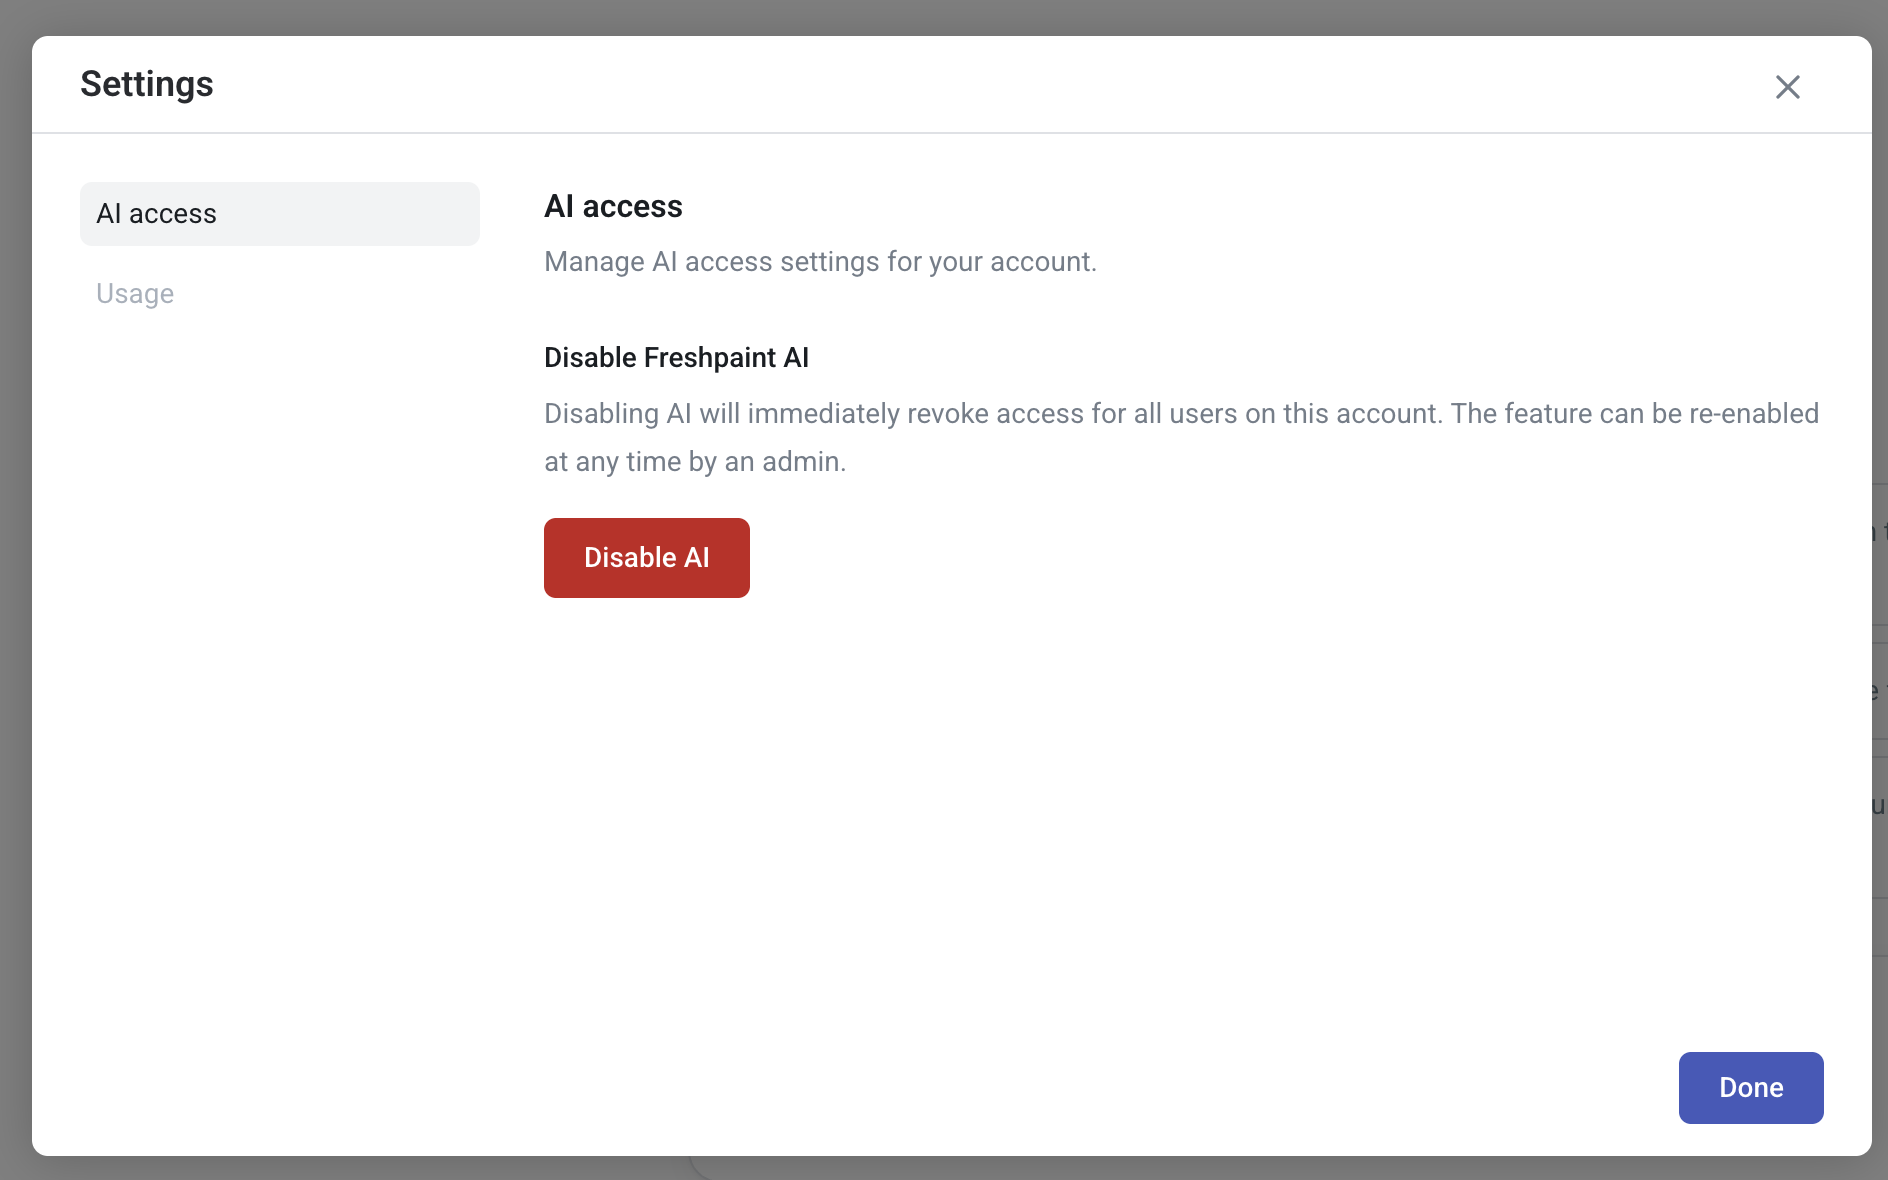 Settings
AI access
Usage
AI access
Manage AI access settings for your account.
Disable Freshpaint AI
Disabling AI will immediately revoke access for all users on this account. The feature can be re-enabled
at any time by an admin.
Disable AI
Done